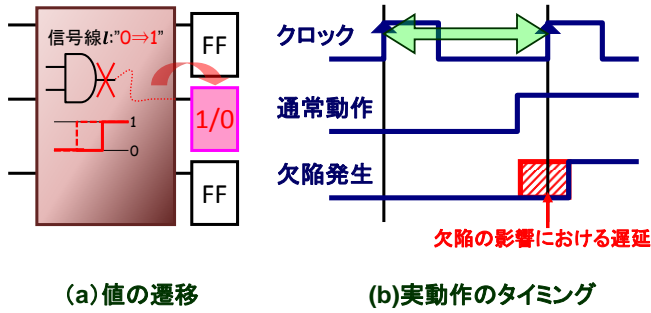 信号線l:"0⇒1"
FF
1
0
1/0
FF
(a)値の遷移
クロック
通常動作
欠陥発生
欠陥の影響における遅延
(b)実動作のタイミング